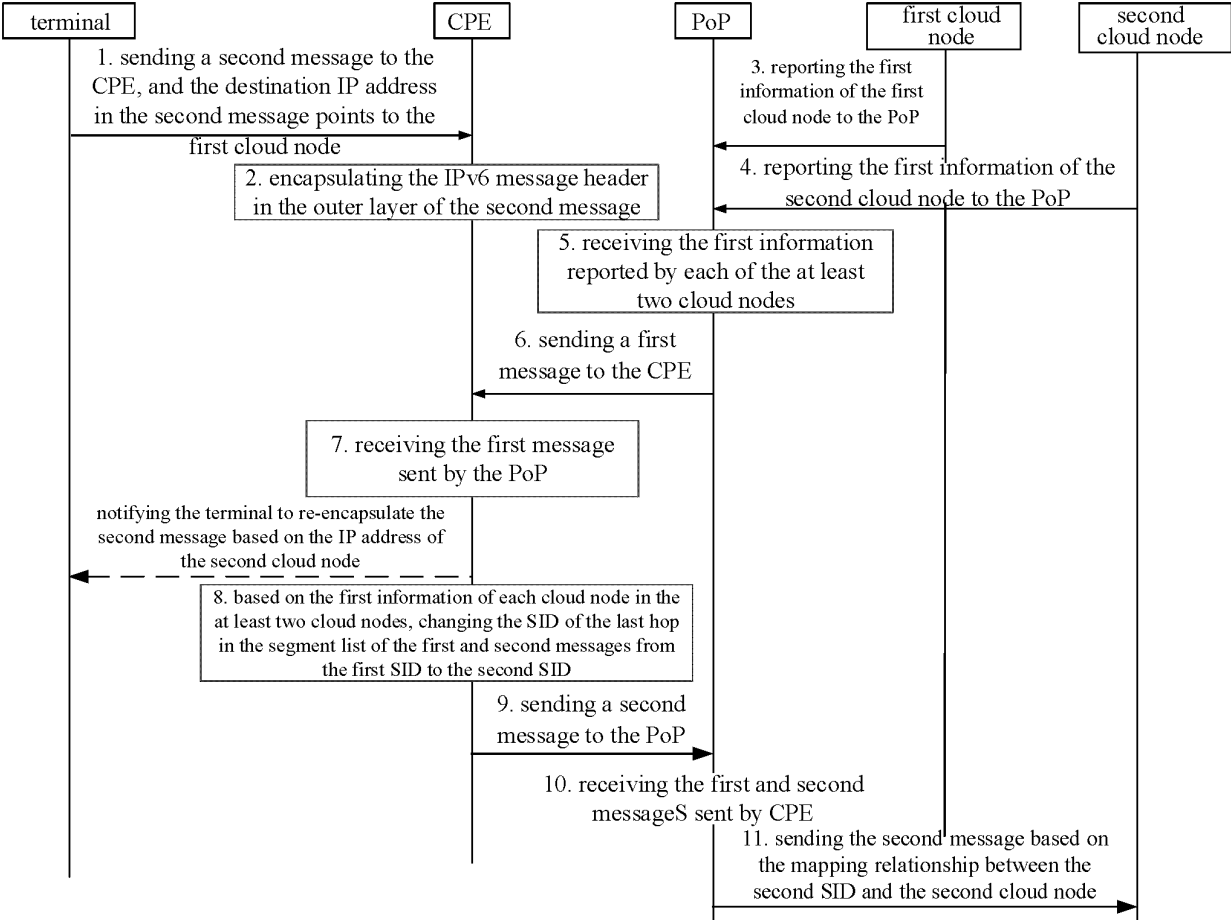 terminal
CPE
PoP
first cloud
node
second
cloud node
1. sending a second message to the
CPE, and the destination IP address
in the second message points to the
first cloud node
3. reporting the first
information of the first
cloud node to the PoP
2. encapsulating the IPv6 message header
in the outer layer of the second message
4. reporting the first information of the
second cloud node to the PoP
5. receiving the first information
reported by each of the at least
two cloud nodes
6. sending a first
message to the CPE
7. receiving the first message
sent by the PoP
notifying the terminal to re-encapsulate the
second message based on the IP address of
the second cloud node
8. based on the first information of each cloud node in the
at least two cloud nodes, changing the SID of the last hop
in the segment list of the first and second messages from
the first SID to the second SID
9. sending a second
message to the PoP
10. receiving the first and second
messageS sent by CPE
11. sending the second message based on
the mapping relationship between the
second SID and the second cloud node